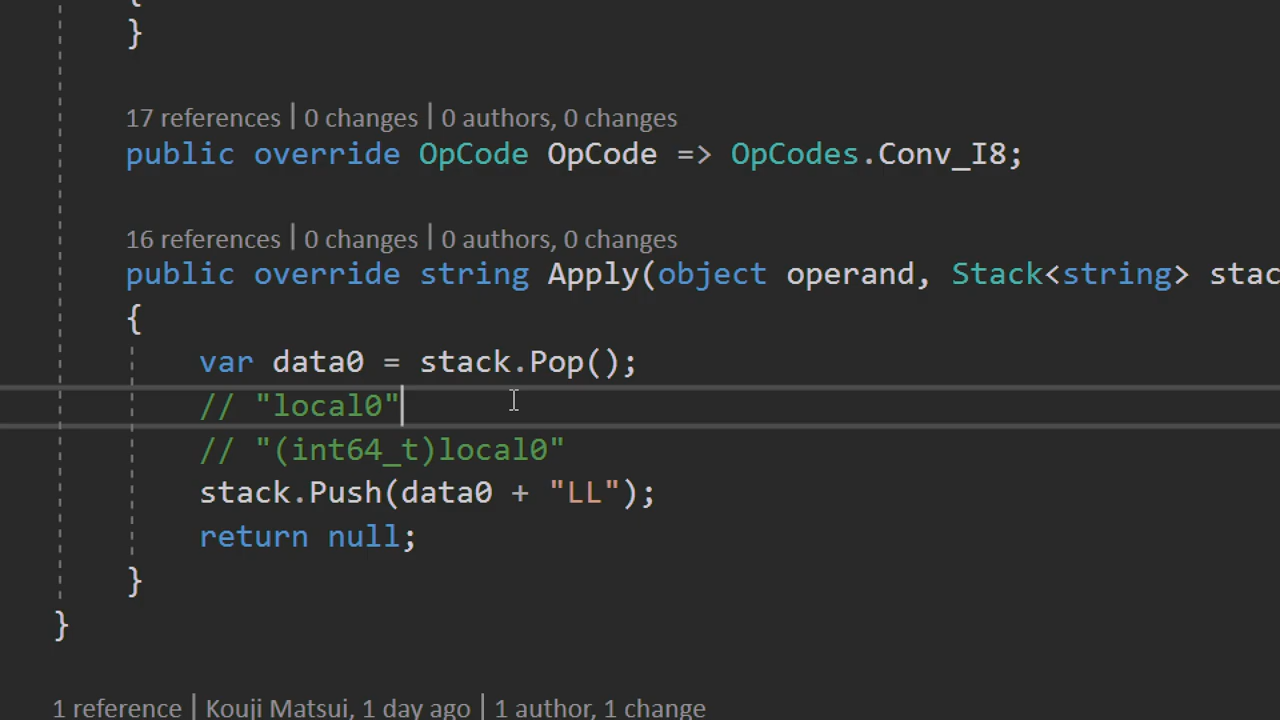 {
}
17 references | 0 changes | 0 authors, 0 changes
public override OpCode OpCode => OpCodes.Conv_I8;
16 references | 0 changes | 0 authors, 0 changes
public override string Apply(object operand, Stack<string> stac
{
var data0 = stack.Pop();
// "local0"
// "(int64_t)local0"
stack.Push(data0 + "LL");
return null;
}
}
1 reference | Kouji Matsui, 1 day ago | 1 author, 1 change